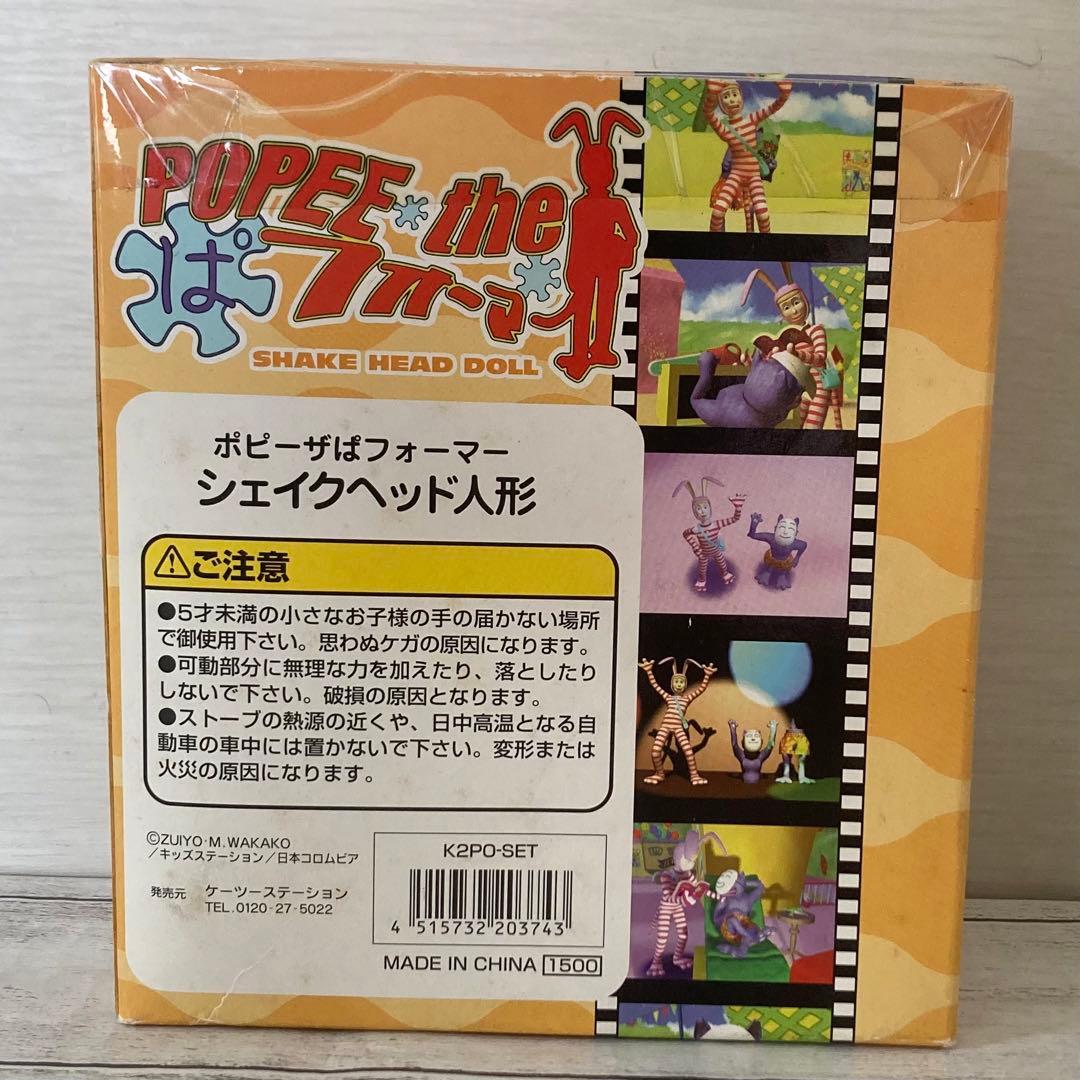 POPEE the
ぱフォーマー
SHAKE HEAD DOLL
ポピーザぱフォーマー
シェイクヘッド人形
ご注意
●5才未満の小さなお子様の手の届かない場所
で御使用下さい。思わぬケガの原因になります。
●可動部分に無理な力を加えたり、落としたり
しないで下さい。破損の原因となります。
●ストーブの熱源の近くや、日中高温となる自
動車の車中には置かないで下さい。変形または
火災の原因になります。
©ZUIYO・M.WAKAKO
/キッズステーション/日本コロムビア
発売元 ケーツーステーション
TEL.0120-27-5022
K2PO-SET
4 515732 203743
MADE IN CHINA 1500